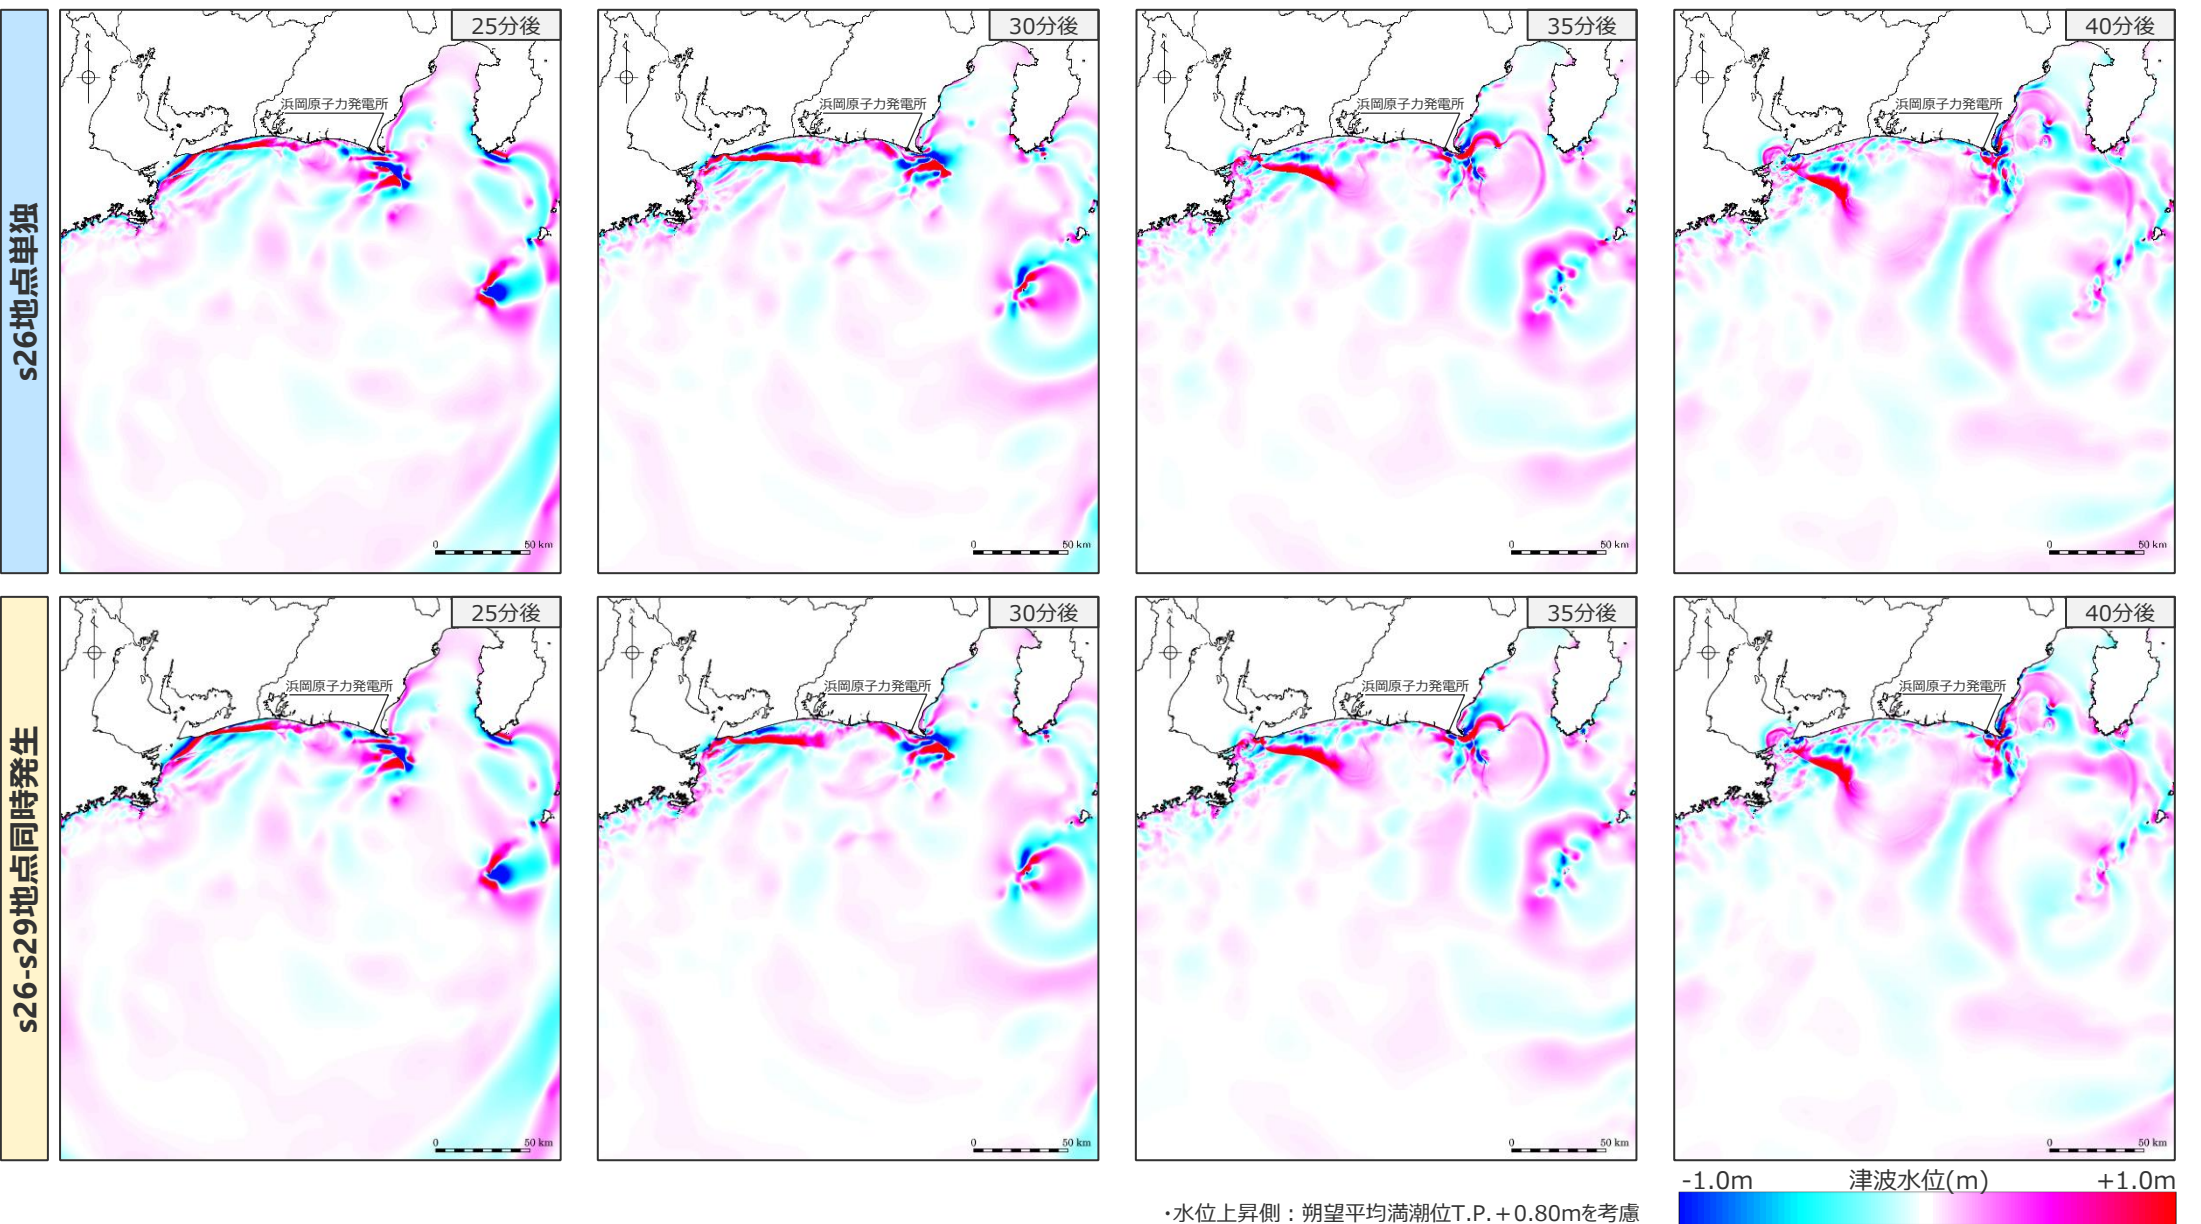 s26地点単独
25分後
30分後
35分後
40分後
N
N
N
N
浜岡原子力発電所
浜岡原子力発電所
浜岡原子力発電所
浜岡原子力発電所
0 50 km
0 50 km
0 50 km
0 50 km
s26-s29地点同時発生
25分後
30分後
35分後
40分後
N
N
N
N
浜岡原子力発電所
浜岡原子力発電所
浜岡原子力発電所
浜岡原子力発電所
0 50 km
0 50 km
0 50 km
0 50 km
-1.0m 津波水位(m) +1.0m
・水位上昇側：朔望平均満潮位T.P.+0.80mを考慮